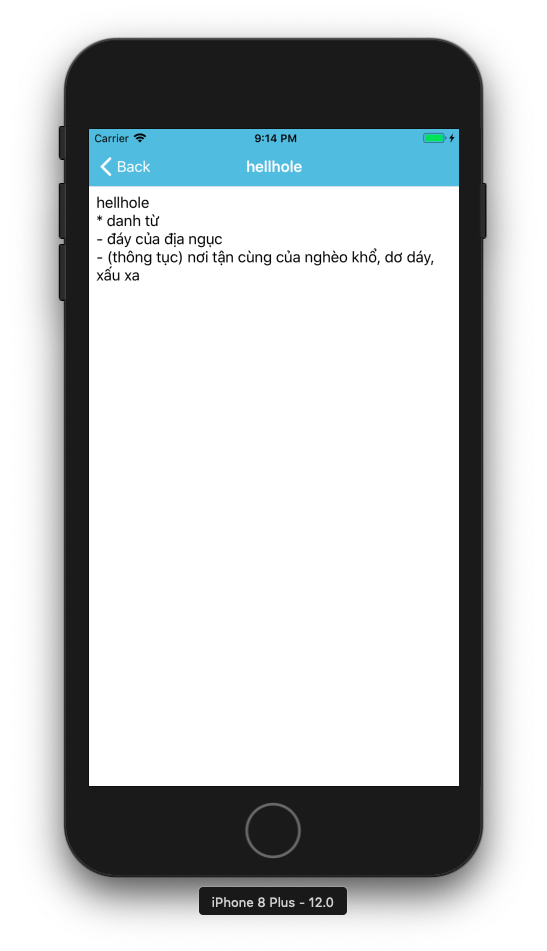 Carrier 9:14 PM
Back hellhole
hellhole
* danh từ
- đáy của địa ngục
- (thông tục) nơi tận cùng của nghèo khổ, dơ dáy,
xấu xa
iPhone 8 Plus - 12.0